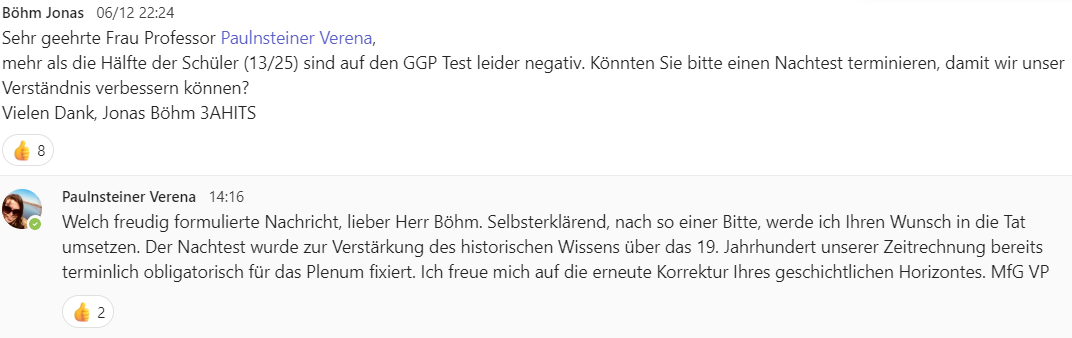 Böhm Jonas 06/12 22:24
Sehr geehrte Frau Professor Paulnsteiner Verena,
mehr als die Hälfte der Schüler (13/25) sind auf den GGP Test leider negativ. Könnten Sie bitte einen Nachtest terminieren, damit wir unser
Verständnis verbessern können?
Vielen Dank, Jonas Böhm 3AHITS
👍 8
Paulnsteiner Verena 14:16
Welch freudig formulierte Nachricht, lieber Herr Böhm. Selbsterklärend, nach so einer Bitte, werde ich Ihren Wunsch in die Tat
umsetzen. Der Nachtest wurde zur Verstärkung des historischen Wissens über das 19. Jahrhundert unserer Zeitrechnung bereits
terminlich obligatorisch für das Plenum fixiert. Ich freue mich auf die erneute Korrektur Ihres geschichtlichen Horizontes. MfG VP
👍 2